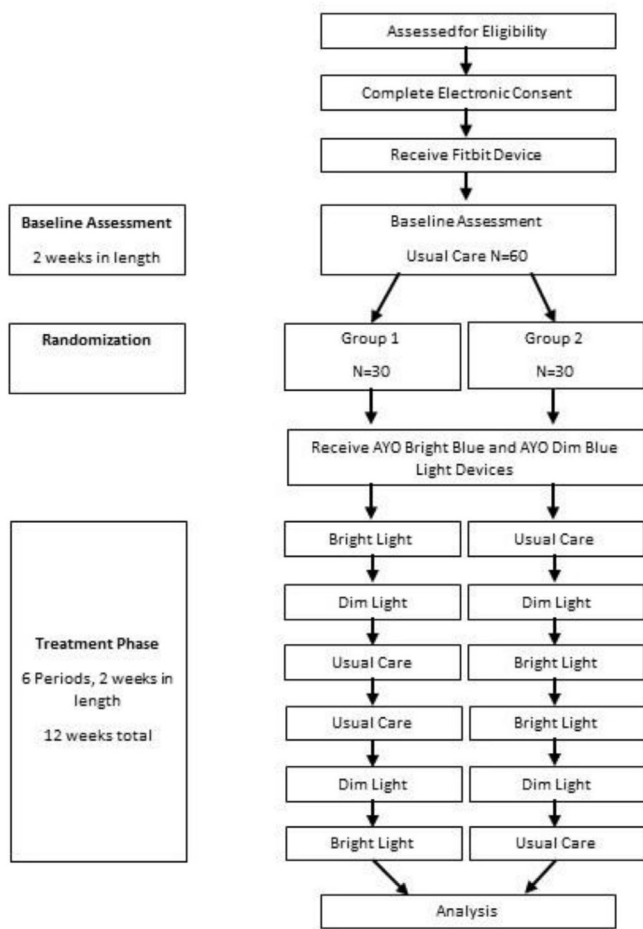 Assessed for Eligibility
Complete Electronic Consent
Receive Fitbit Device
Baseline Assessment
2 weeks in length
Baseline Assessment
Usual Care N=60
Randomization
Group 1
N=30
Group 2
N=30
Receive AYO Bright Blue and AYO Dim Blue
Light Devices
Treatment Phase
6 Periods, 2 weeks in
length
12 weeks total
Bright Light
Usual Care
Dim Light
Dim Light
Usual Care
Bright Light
Usual Care
Bright Light
Dim Light
Dim Light
Bright Light
Usual Care
Analysis